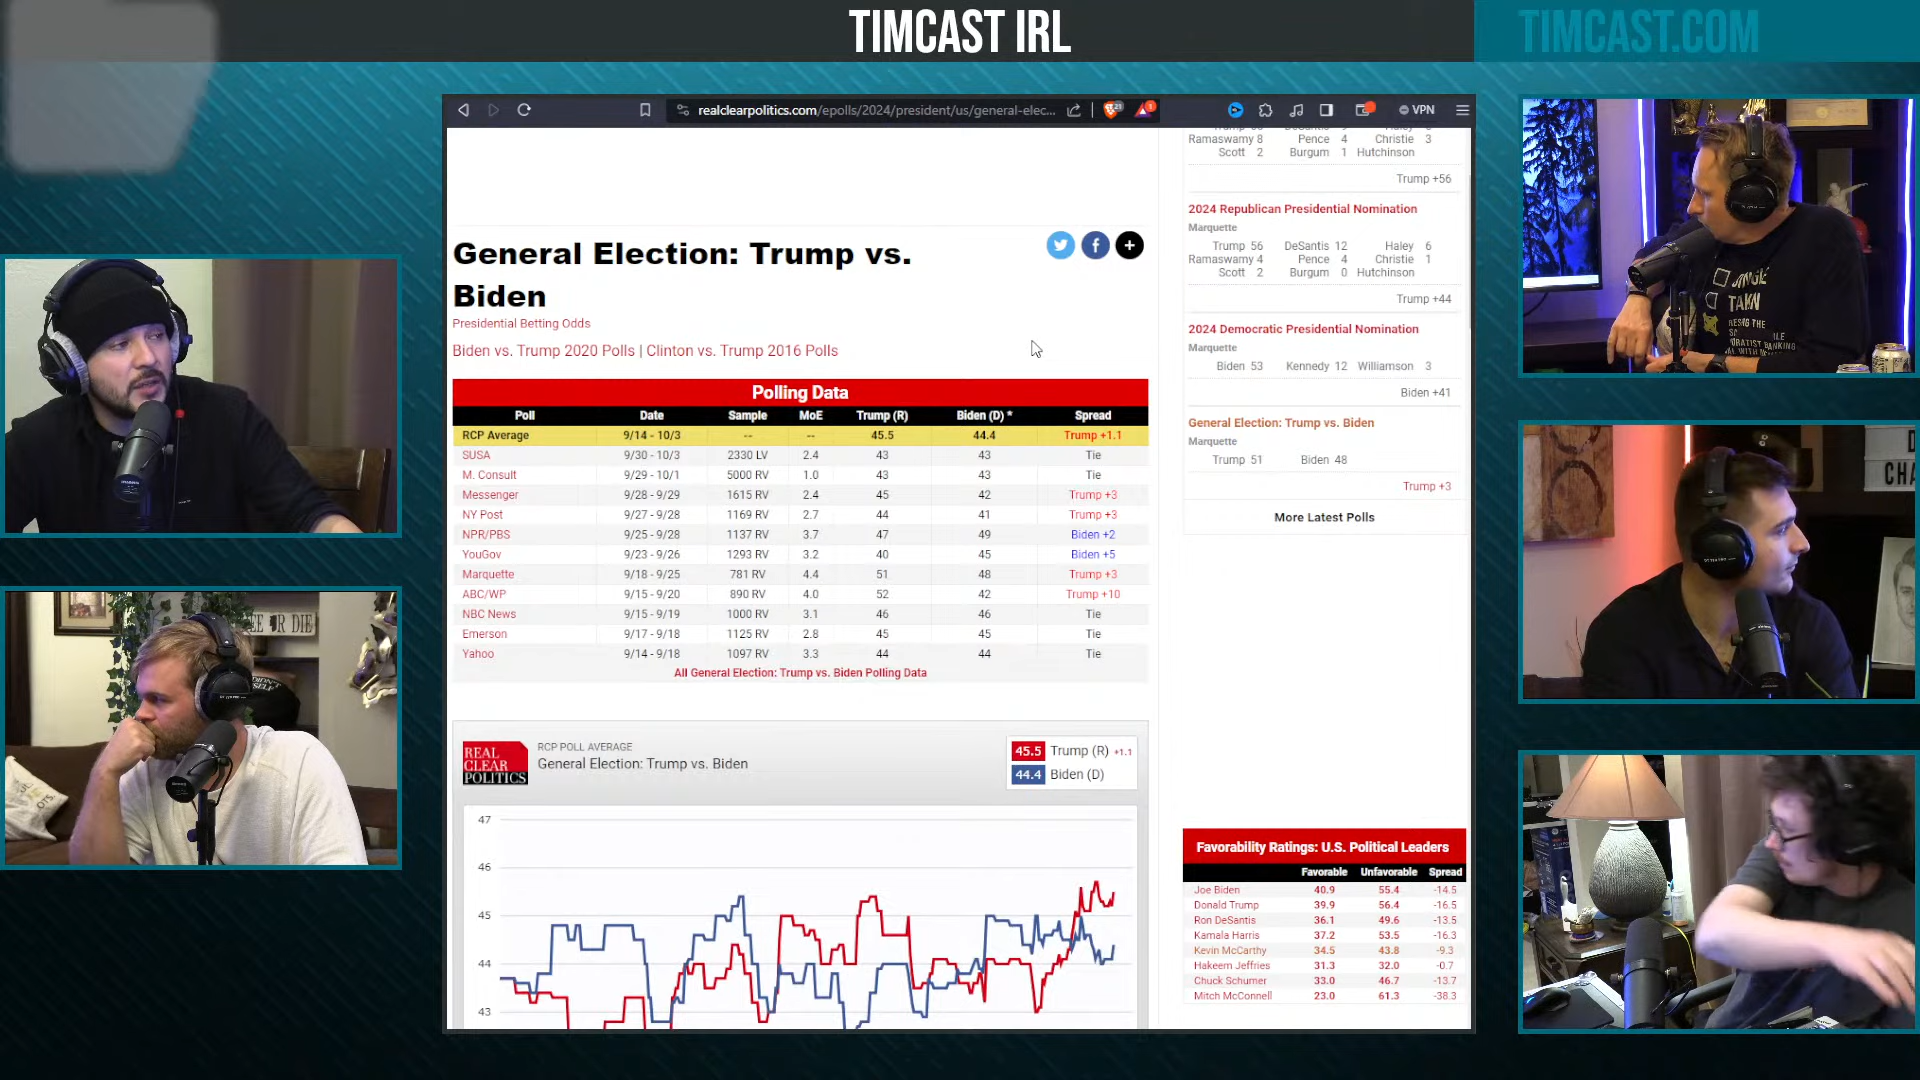 TIMCAST IRL
TIMCAST.COM
realclearpolitics.com/epolls/2024/president/us/general-elec...
VPN
General Election: Trump vs.
Biden
Presidential Betting Odds
Biden vs. Trump 2020 Polls | Clinton vs. Trump 2016 Polls
Polling Data
Poll Date Sample MoE Trump (R) Biden (D) * Spread
RCP Average 9/14 - 10/3 -- -- 45.5 44.4 Trump +1.1
SUSA 9/30 - 10/3 2330 LV 2.4 43 43 Tie
M. Consult 9/29 - 10/1 5000 RV 1.0 43 43 Tie
Messenger 9/28 - 9/29 1615 RV 2.4 45 42 Trump +3
NY Post 9/27 - 9/28 1169 RV 2.7 44 41 Trump +3
NPR/PBS 9/25 - 9/28 1137 RV 3.7 47 49 Biden +2
YouGov 9/23 - 9/26 1293 RV 3.2 40 45 Biden +5
Marquette 9/18 - 9/25 781 RV 4.4 51 48 Trump +3
ABC/WP 9/15 - 9/20 890 RV 4.0 52 42 Trump +10
NBC News 9/15 - 9/19 1000 RV 3.1 46 46 Tie
Emerson 9/17 - 9/18 1125 RV 2.8 45 45 Tie
Yahoo 9/14 - 9/18 1097 RV 3.3 44 44 Tie
All General Election: Trump vs. Biden Polling Data
REAL
CLEAR
POLITICS
RCP POLL AVERAGE
General Election: Trump vs. Biden
45.5 Trump (R) +1.1
44.4 Biden (D)
47
46
45
44
43
Ramaswamy 8 Pence 4 Christie 3
Scott 2 Burgum 1 Hutchinson
Trump +56
2024 Republican Presidential Nomination
Marquette
Trump 56 DeSantis 12 Haley 6
Ramaswamy 4 Pence 4 Christie 1
Scott 2 Burgum 0 Hutchinson
Trump +44
2024 Democratic Presidential Nomination
Marquette
Biden 53 Kennedy 12 Williamson 3
Biden +41
General Election: Trump vs. Biden
Marquette
Trump 51 Biden 48
Trump +3
More Latest Polls
Favorability Ratings: U.S. Political Leaders
Favorable Unfavorable Spread
Joe Biden 40.9 55.4 -14.5
Donald Trump 39.9 56.4 -16.5
Ron DeSantis 36.1 49.6 -13.5
Kamala Harris 37.2 53.5 -16.3
Kevin McCarthy 34.5 43.8 -9.3
Hakeem Jeffries 31.3 32.0 -0.7
Chuck Schumer 33.0 46.7 -13.7
Mitch McConnell 23.0 61.3 -38.3
OR DIE